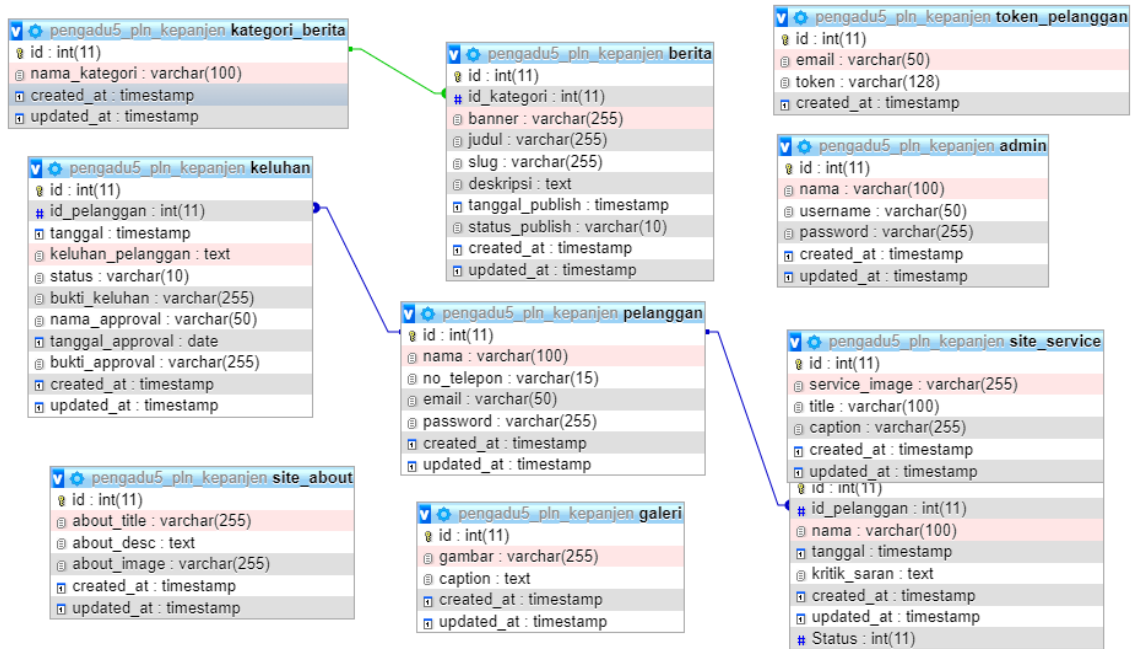 pengadu5_pln_kepanjen kategori_berita
id : int(11)
nama_kategori : varchar(100)
created_at : timestamp
updated_at : timestamp
pengadu5_pln_kepanjen berita
id : int(11)
id_kategori : int(11)
banner : varchar(255)
judul : varchar(255)
slug : varchar(255)
deskripsi : text
tanggal_publish : timestamp
status_publish : varchar(10)
created_at : timestamp
updated_at : timestamp
pengadu5_pln_kepanjen token_pelanggan
id : int(11)
email : varchar(50)
token : varchar(128)
created_at : timestamp
pengadu5_pln_kepanjen admin
id : int(11)
nama : varchar(100)
username : varchar(50)
password : varchar(255)
created_at : timestamp
updated_at : timestamp
pengadu5_pln_kepanjen keluhan
id : int(11)
id_pelanggan : int(11)
tanggal : timestamp
keluhan_pelanggan : text
status : varchar(10)
bukti_keluhan : varchar(255)
nama_approval : varchar(50)
tanggal_approval : date
bukti_approval : varchar(255)
created_at : timestamp
updated_at : timestamp
pengadu5_pln_kepanjen pelanggan
id : int(11)
nama : varchar(100)
no_telepon : varchar(15)
email : varchar(50)
password : varchar(255)
created_at : timestamp
updated_at : timestamp
pengadu5_pln_kepanjen site_service
id : int(11)
service_image : varchar(255)
title : varchar(100)
caption : varchar(255)
created_at : timestamp
updated_at : timestamp
id : int(11)
id_pelanggan : int(11)
nama : varchar(100)
tanggal : timestamp
kritik_saran : text
created_at : timestamp
updated_at : timestamp
Status : int(11)
pengadu5_pln_kepanjen site_about
id : int(11)
about_title : varchar(255)
about_desc : text
about_image : varchar(255)
created_at : timestamp
updated_at : timestamp
pengadu5_pln_kepanjen galeri
id : int(11)
gambar : varchar(255)
caption : text
created_at : timestamp
updated_at : timestamp